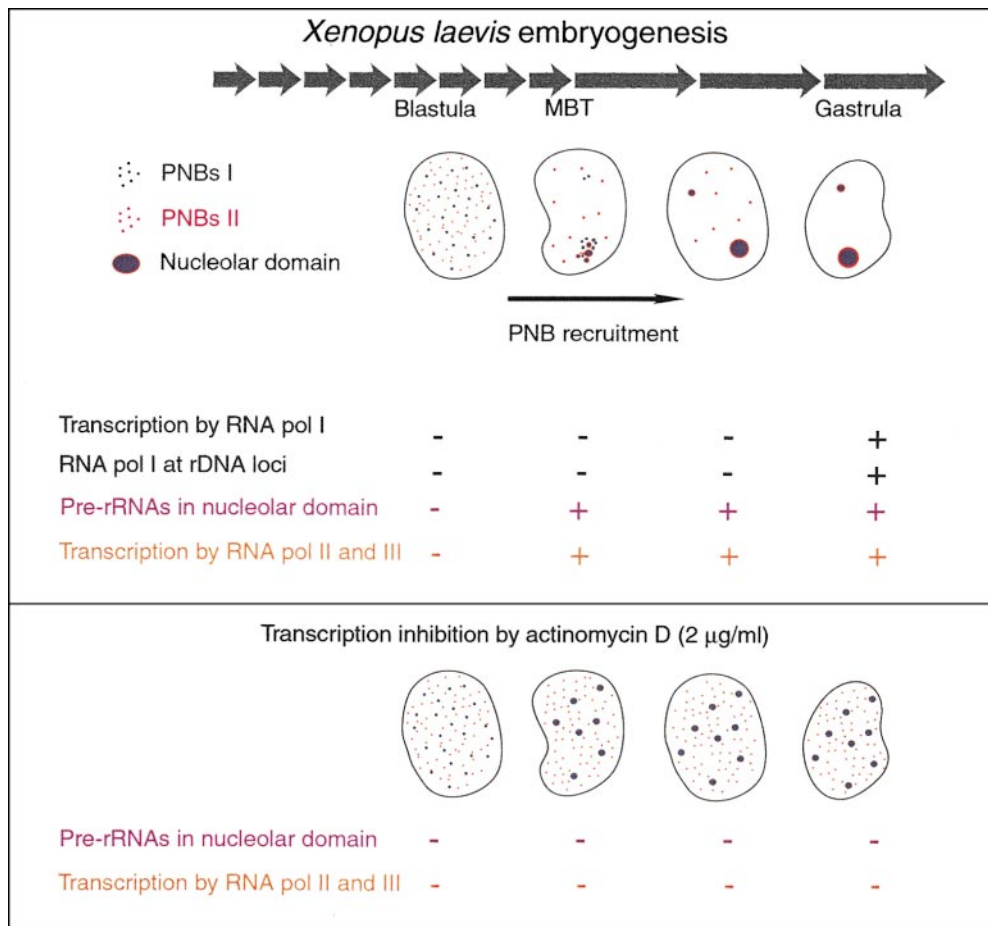 Xenopus laevis embryogenesis
Blastula MBT Gastrula
PNBs I
PNBs II
Nucleolar domain
PNB recruitment
Transcription by RNA pol I - - - +
RNA pol I at rDNA loci - - - +
Pre-rRNAs in nucleolar domain - + + +
Transcription by RNA pol II and III - + + +
Transcription inhibition by actinomycin D (2 μg/ml)
Pre-rRNAs in nucleolar domain - - - -
Transcription by RNA pol II and III - - - -